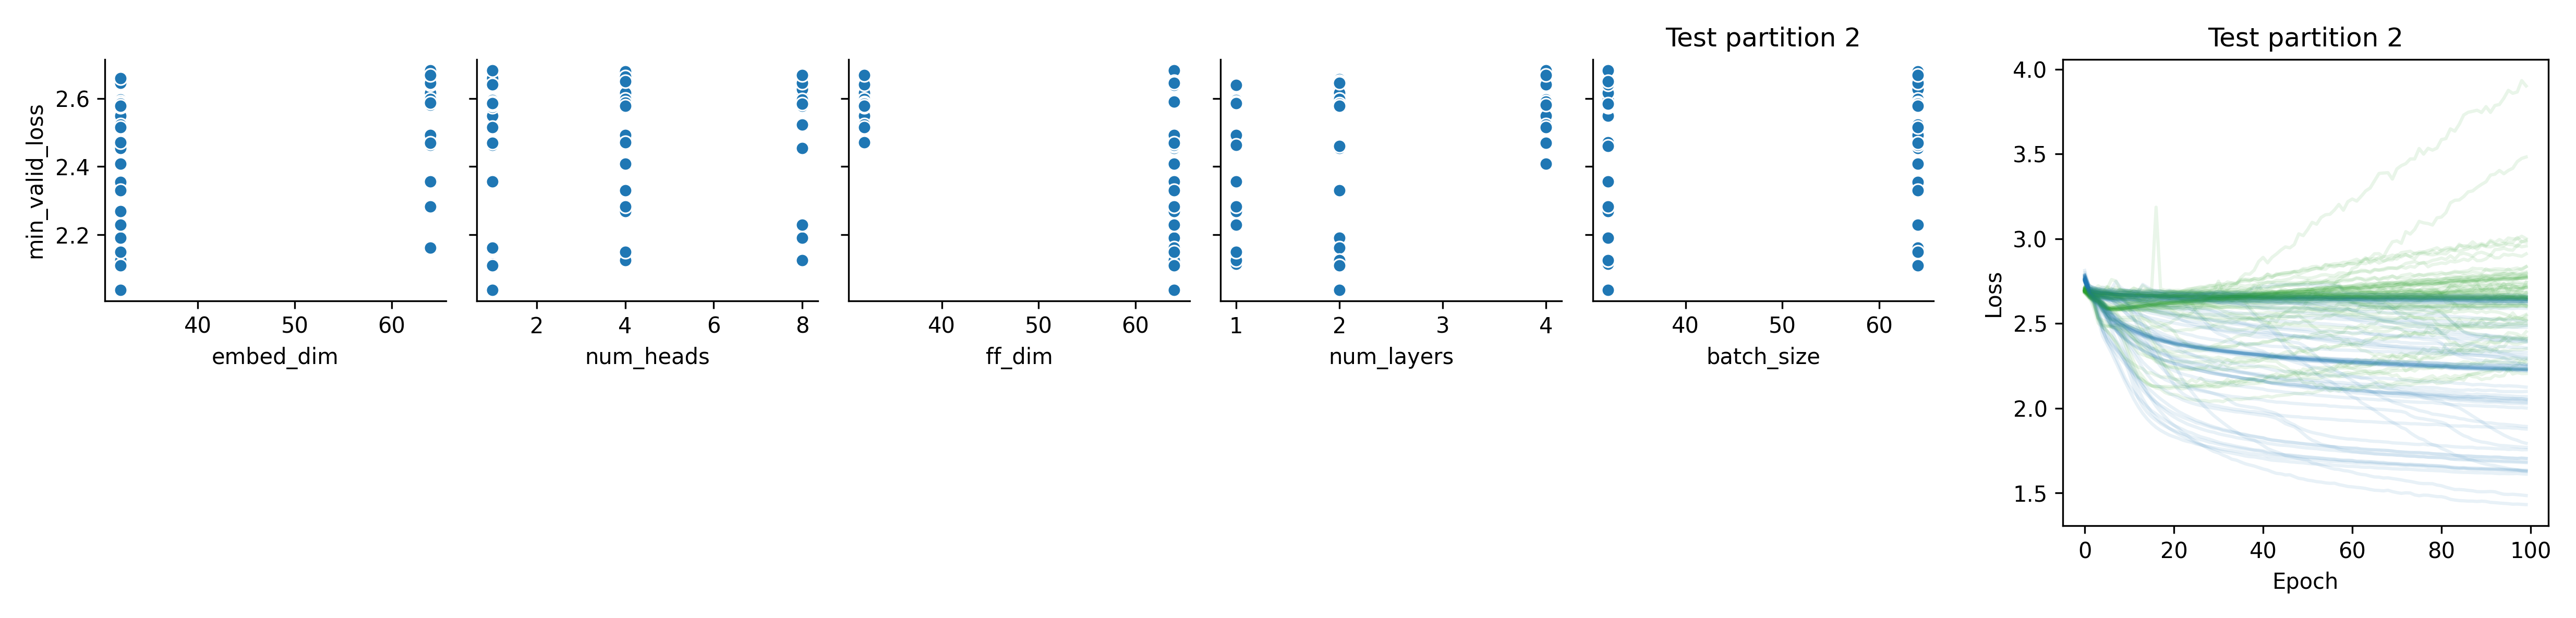 Test partition 2
Test partition 2
min_valid_loss
2.6
2.4
2.2
40 50 60
embed_dim
2 4 6 8
num_heads
40 50 60
ff_dim
1 2 3 4
num_layers
40 50 60
batch_size
Loss
4.0
3.5
3.0
2.5
2.0
1.5
0 20 40 60 80 100
Epoch